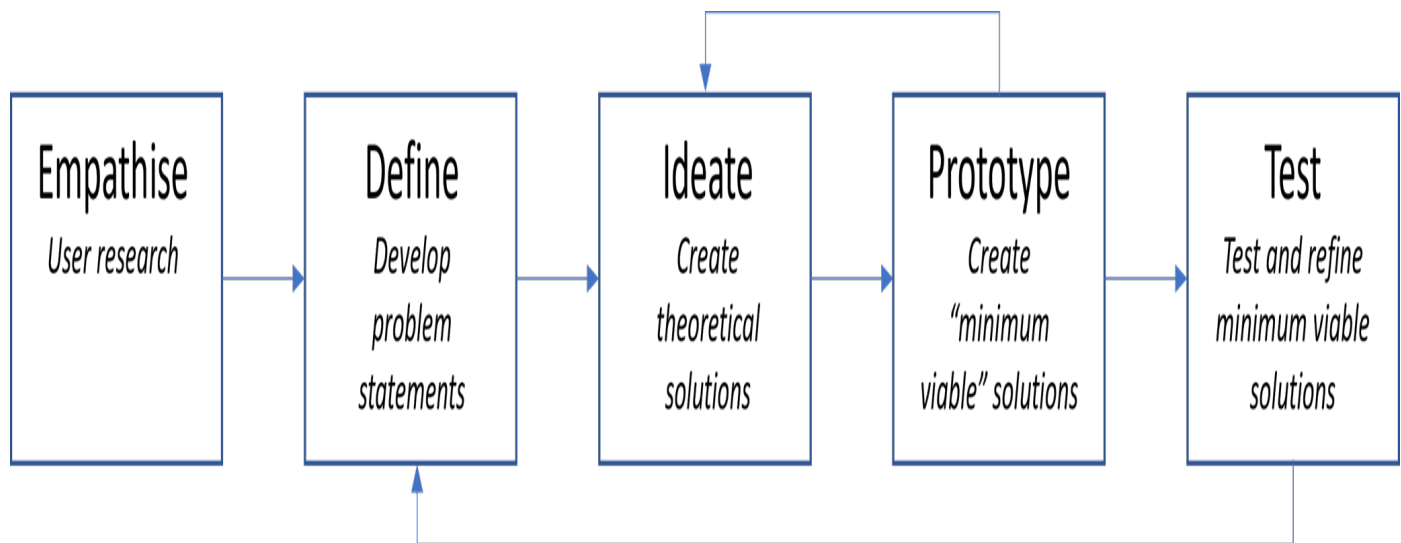 Empathise
User research
Define
Develop
problem
statements
Ideate
Create
theoretical
solutions
Prototype
Create
“minimum
viable” solutions
Test
Test and refine
minimum viable
solutions